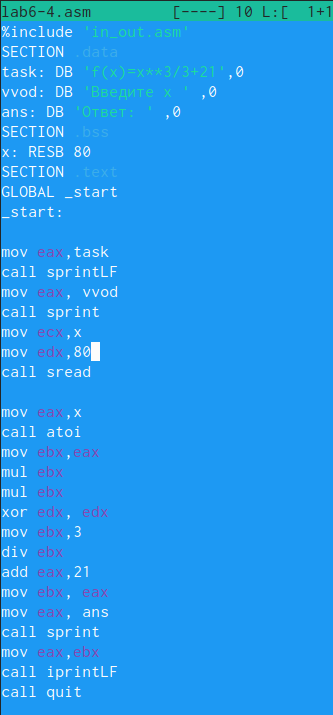 lab6-4.asm [----] 10 L:[ 1+1
%include 'in_out.asm'
SECTION .data
task: DB 'f(x)=x**3/3+21',0
vvod: DB 'Введите x ' ,0
ans: DB 'Ответ: ' ,0
SECTION .bss
x: RESB 80
SECTION .text
GLOBAL _start
_start:
mov eax,task
call sprintLF
mov eax, vvod
call sprint
mov ecx,x
mov edx,80
call sread
mov eax,x
call atoi
mov ebx,eax
mul ebx
mul ebx
xor edx, edx
mov ebx,3
div ebx
add eax,21
mov ebx, eax
mov eax, ans
call sprint
mov eax,ebx
call iprintLF
call quit